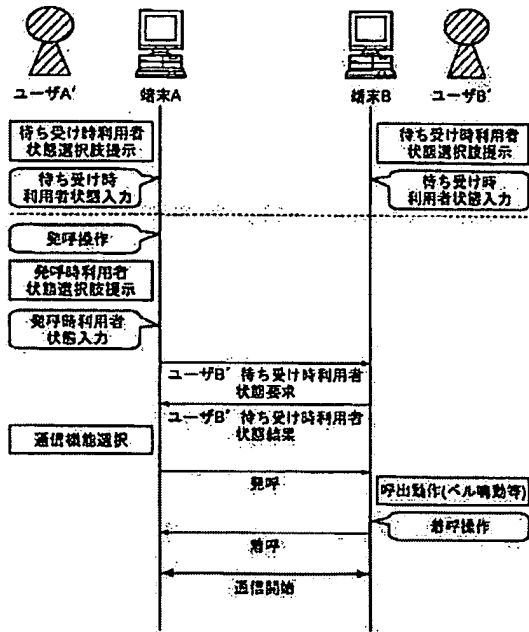 ユーザA' 端末A 端末B ユーザB'
待ち受け時利用者
状態選択肢提示
待ち受け時利用者
状態選択肢提示
待ち受け時
利用者状態入力
待ち受け時
利用者状態入力
発呼操作
発呼時利用者
状態選択肢提示
発呼時利用者
状態入力
ユーザB' 待ち受け時利用者
状態要求
ユーザB' 待ち受け時利用者
状態結果
通信機能選択
発呼
呼出動作(ベル鳴動等)
着呼操作
着呼
通信開始